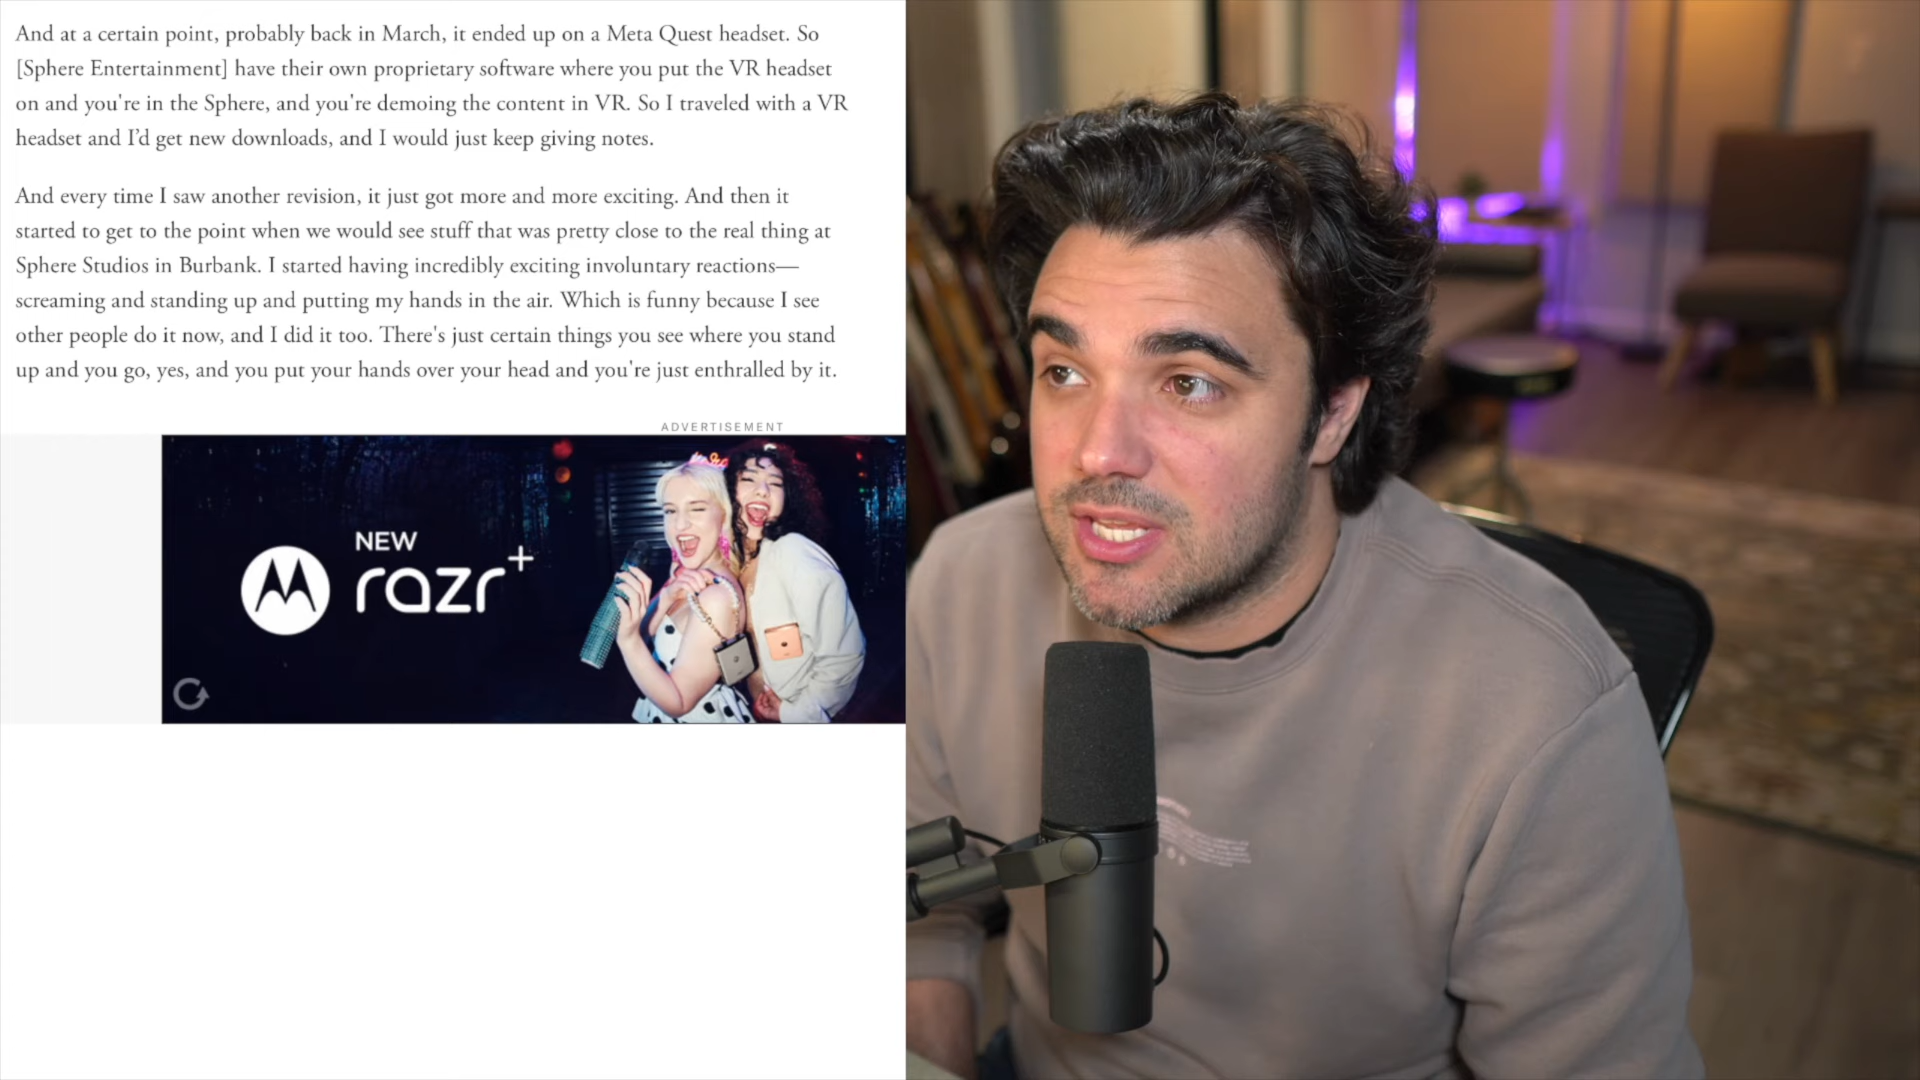 And at a certain point, probably back in March, it ended up on a Meta Quest headset. So
[Sphere Entertainment] have their own proprietary software where you put the VR headset
on and you're in the Sphere, and you're demoing the content in VR. So I traveled with a VR
headset and I’d get new downloads, and I would just keep giving notes.
And every time I saw another revision, it just got more and more exciting. And then it
started to get to the point when we would see stuff that was pretty close to the real thing at
Sphere Studios in Burbank. I started having incredibly exciting involuntary reactions—
screaming and standing up and putting my hands in the air. Which is funny because I see
other people do it now, and I did it too. There's just certain things you see where you stand
up and you go, yes, and you put your hands over your head and you're just enthralled by it.
ADVERTISEMENT
NEW
razr+